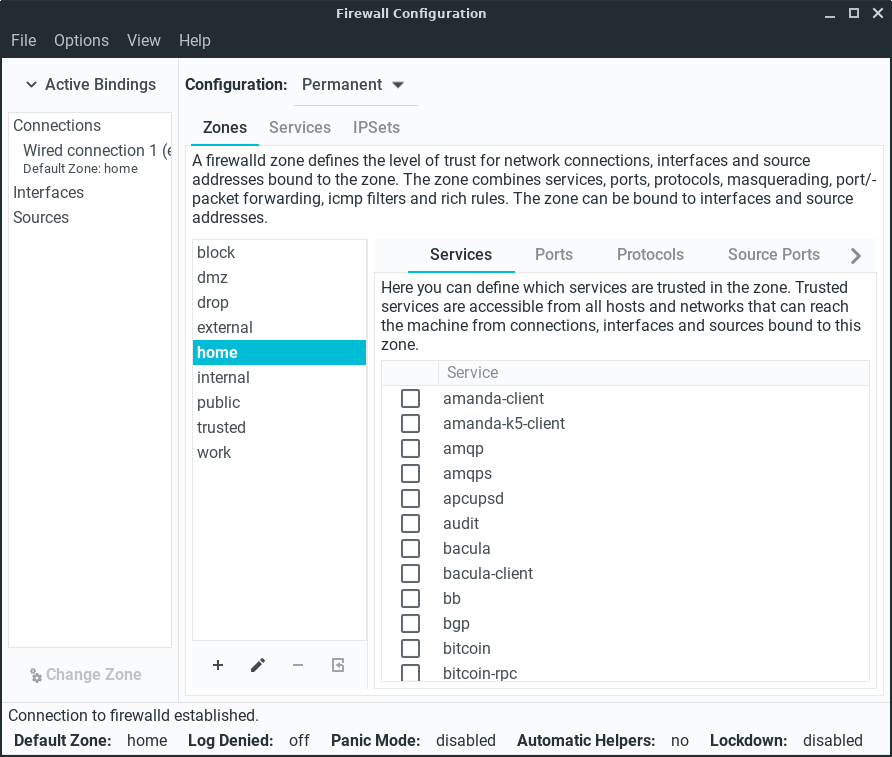 Firewall Configuration
File Options View Help
Active Bindings
Connections
Wired connection 1 (e
Default Zone: home
Interfaces
Sources
Change Zone
Configuration: Permanent
Zones Services IPSets
A firewalld zone defines the level of trust for network connections, interfaces and source
addresses bound to the zone. The zone combines services, ports, protocols, masquerading, port/-
packet forwarding, icmp filters and rich rules. The zone can be bound to interfaces and source
addresses.
block
dmz
drop
external
home
internal
public
trusted
work
Services Ports Protocols Source Ports
Here you can define which services are trusted in the zone. Trusted
services are accessible from all hosts and networks that can reach
the machine from connections, interfaces and sources bound to this
zone.
Service
amanda-client
amanda-k5-client
amqp
amqps
apcupsd
audit
bacula
bacula-client
bb
bgp
bitcoin
bitcoin-rpc
Connection to firewalld established.
Default Zone: home Log Denied: off Panic Mode: disabled Automatic Helpers: no Lockdown: disabled